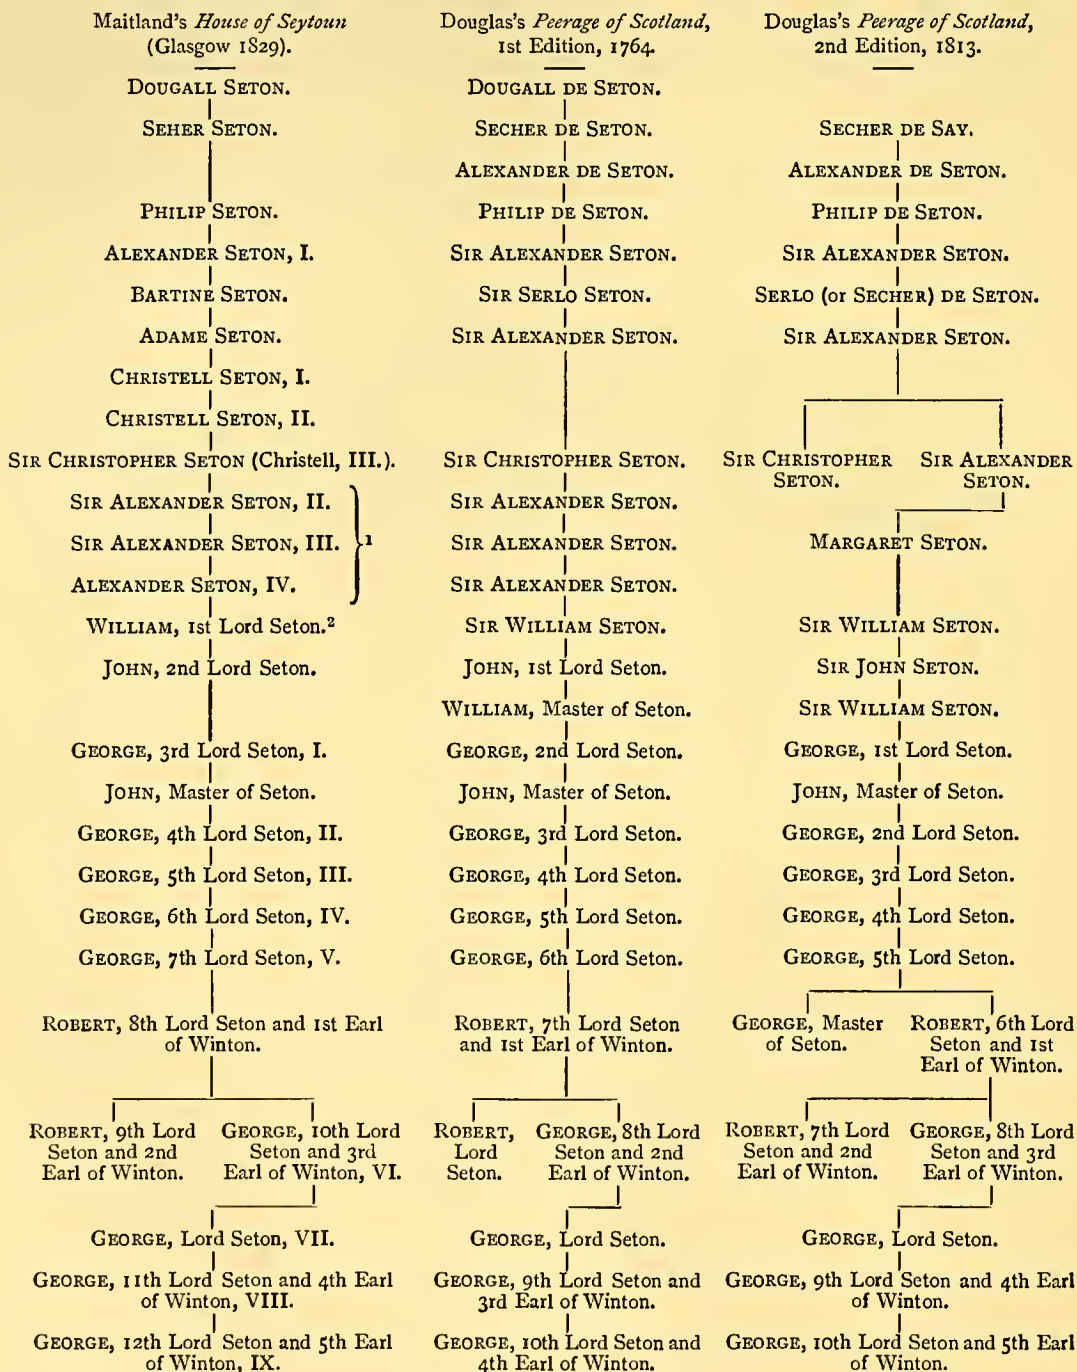 Maitland's House of Seytoun
(Glasgow 1829).
DOUGALL SETON.
SEHER SETON.
PHILIP SETON.
ALEXANDER SETON, I.
BARTINE SETON.
ADAME SETON.
CHRISTELL SETON, I.
CHRISTELL SETON, II.
SIR CHRISTOPHER SETON (Christell, III.).
SIR ALEXANDER SETON, II.
SIR ALEXANDER SETON, III.
1
ALEXANDER SETON, IV.
WILLIAM, 1st Lord Seton.2
JOHN, 2nd Lord Seton.
GEORGE, 3rd Lord Seton, I.
JOHN, Master of Seton.
GEORGE, 4th Lord Seton, II.
GEORGE, 5th Lord Seton, III.
GEORGE, 6th Lord Seton, IV.
GEORGE, 7th Lord Seton, V.
ROBERT, 8th Lord Seton and 1st Earl
of Winton.
ROBERT, 9th Lord
Seton and 2nd
Earl of Winton.
GEORGE, 10th Lord
Seton and 3rd
Earl of Winton, VI.
GEORGE, Lord Seton, VII.
GEORGE, 11th Lord Seton and 4th Earl
of Winton, VIII.
GEORGE, 12th Lord Seton and 5th Earl
of Winton, IX.
Douglas's Peerage of Scotland,
1st Edition, 1764.
DOUGALL DE SETON.
SECHER DE SETON.
ALEXANDER DE SETON.
PHILIP DE SETON.
SIR ALEXANDER SETON.
SIR SERLO SETON.
SIR ALEXANDER SETON.
SIR CHRISTOPHER SETON.
SIR ALEXANDER SETON.
SIR ALEXANDER SETON.
SIR ALEXANDER SETON.
SIR WILLIAM SETON.
JOHN, 1st Lord Seton.
WILLIAM, Master of Seton.
GEORGE, 2nd Lord Seton.
JOHN, Master of Seton.
GEORGE, 3rd Lord Seton.
GEORGE, 4th Lord Seton.
GEORGE, 5th Lord Seton.
GEORGE, 6th Lord Seton.
ROBERT, 7th Lord Seton
and 1st Earl of Winton.
ROBERT,
Lord
Seton.
GEORGE, 8th Lord
Seton and 2nd
Earl of Winton.
GEORGE, Lord Seton.
GEORGE, 9th Lord Seton and
3rd Earl of Winton.
GEORGE, 10th Lord Seton and
4th Earl of Winton.
Douglas's Peerage of Scotland,
2nd Edition, 1813.
SECHER DE SAY.
ALEXANDER DE SETON.
PHILIP DE SETON.
SIR ALEXANDER SETON.
SERLO (or SECHER) DE SETON.
SIR ALEXANDER SETON.
SIR CHRISTOPHER
SETON.
SIR ALEXANDER
SETON.
MARGARET SETON.
SIR WILLIAM SETON.
SIR JOHN SETON.
SIR WILLIAM SETON.
GEORGE, 1st Lord Seton.
JOHN, Master of Seton.
GEORGE, 2nd Lord Seton.
GEORGE, 3rd Lord Seton.
GEORGE, 4th Lord Seton.
GEORGE, 5th Lord Seton.
GEORGE, Master
of Seton.
ROBERT, 6th Lord
Seton and 1st
Earl of Winton.
ROBERT, 7th Lord
Seton and 2nd
Earl of Winton.
GEORGE, 8th Lord
Seton and 3rd
Earl of Winton.
GEORGE, Lord Seton.
GEORGE, 9th Lord Seton and 4th Earl
of Winton.
GEORGE, 10th Lord Seton and 5th Earl
of Winton.